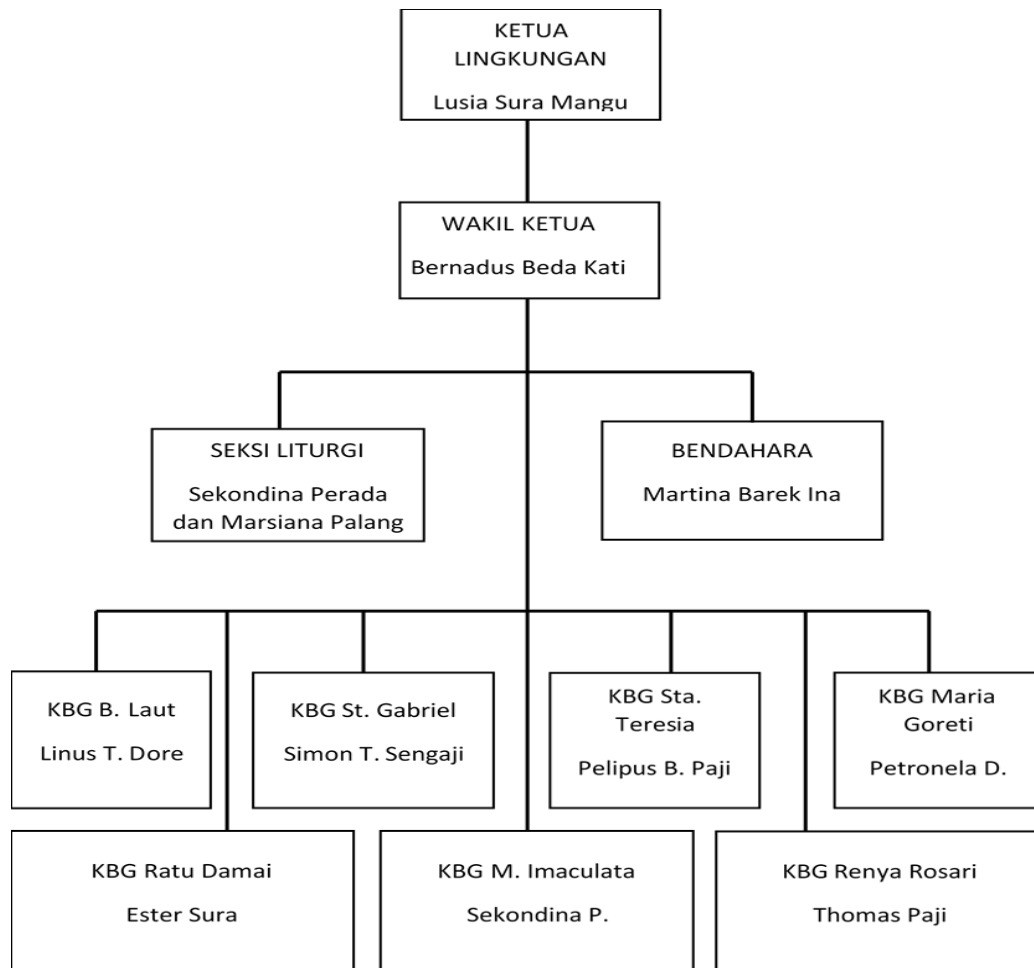 KETUA
LINGKUNGAN
Lusia Sura Mangu
WAKIL KETUA
Bernadus Beda Kati
SEKSI LITURGI
Sekondina Perada
dan Marsiana Palang
BENDAHARA
Martina Barek Ina
KBG B. Laut
Linus T. Dore
KBG St. Gabriel
Simon T. Sengaji
KBG Sta.
Teresia
Pelipus B. Paji
KBG Maria
Goreti
Petronela D.
KBG Ratu Damai
Ester Sura
KBG M. Imaculata
Sekondina P.
KBG Renya Rosari
Thomas Paji